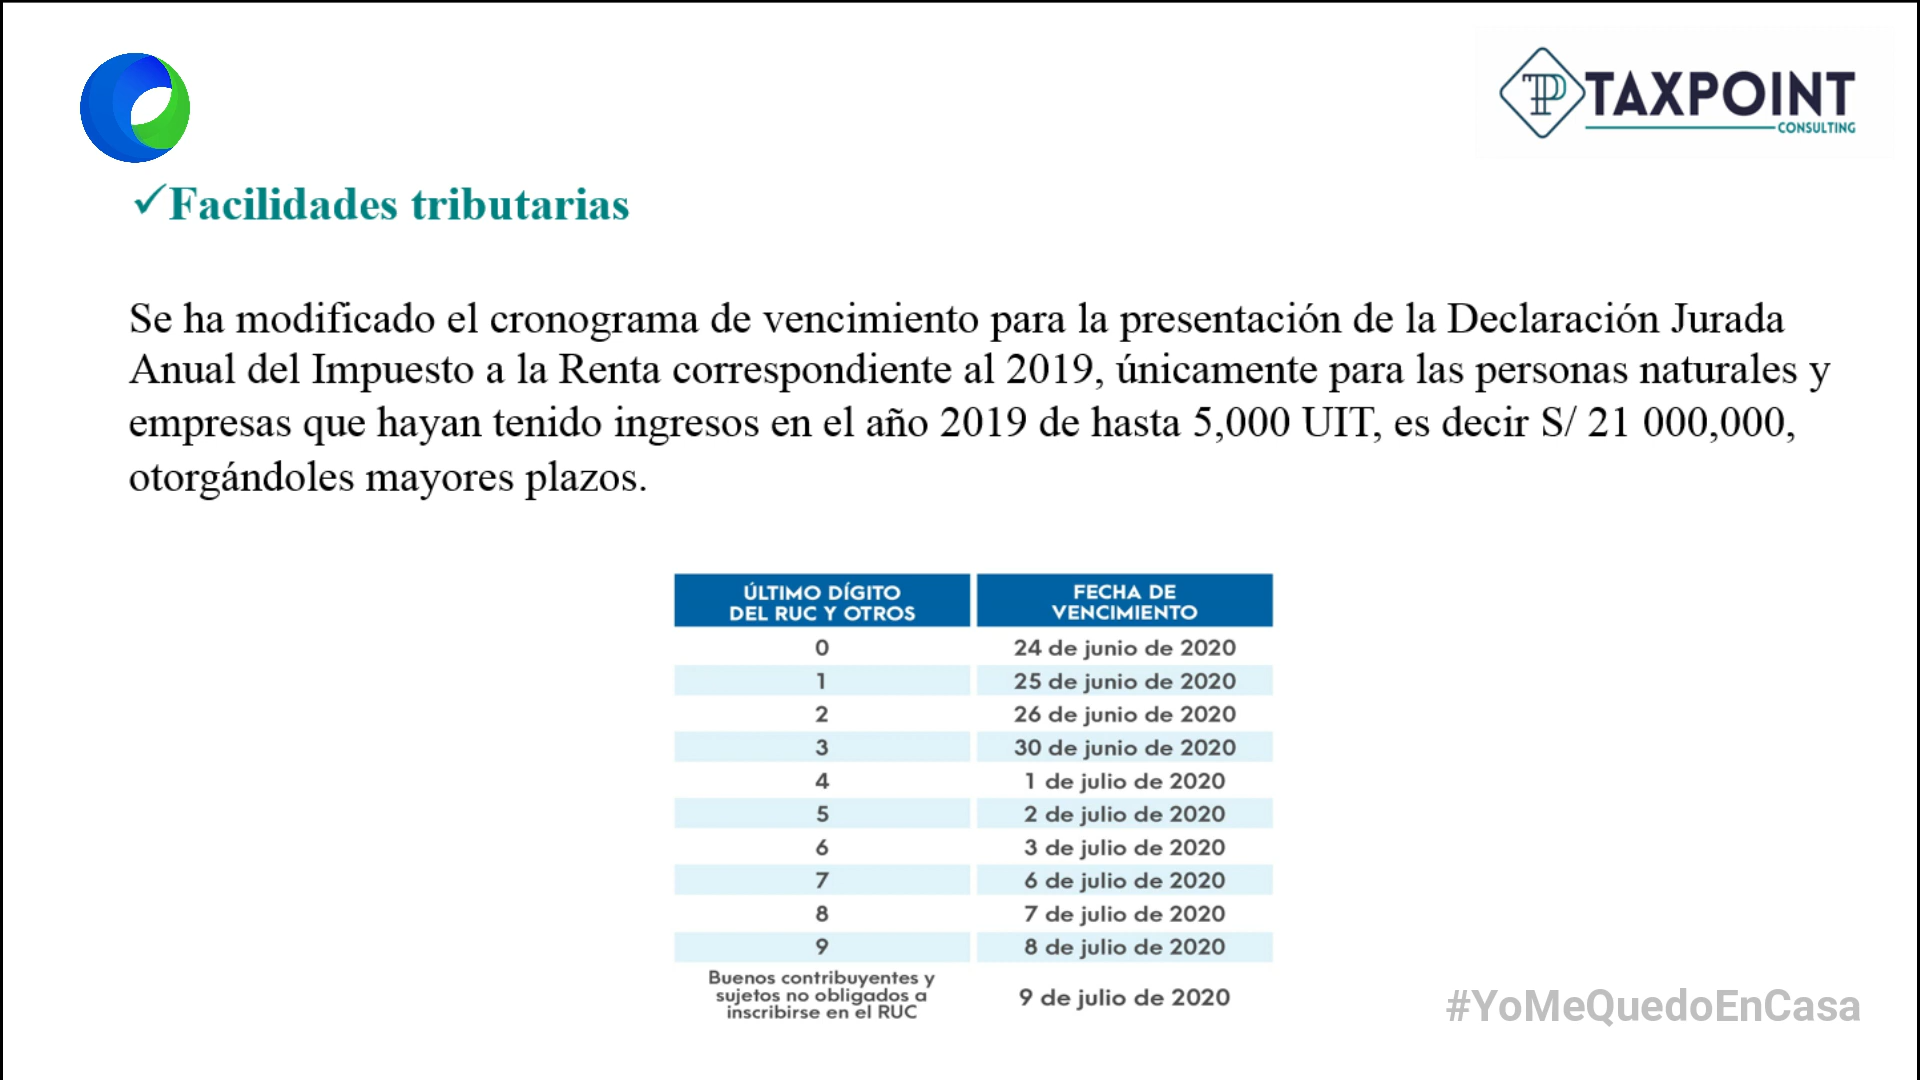 TAXPOINT
CONSULTING
✓Facilidades tributarias
Se ha modificado el cronograma de vencimiento para la presentación de la Declaración Jurada
Anual del Impuesto a la Renta correspondiente al 2019, únicamente para las personas naturales y
empresas que hayan tenido ingresos en el año 2019 de hasta 5,000 UIT, es decir S/ 21 000,000,
otorgándoles mayores plazos.
ÚLTIMO DÍGITO DEL RUC Y OTROS FECHA DE VENCIMIENTO
0 24 de junio de 2020
1 25 de junio de 2020
2 26 de junio de 2020
3 30 de junio de 2020
4 1 de julio de 2020
5 2 de julio de 2020
6 3 de julio de 2020
7 6 de julio de 2020
8 7 de julio de 2020
9 8 de julio de 2020
Buenos contribuyentes y
sujetos no obligados a
inscribirse en el RUC
9 de julio de 2020
#YoMeQuedoEnCasa